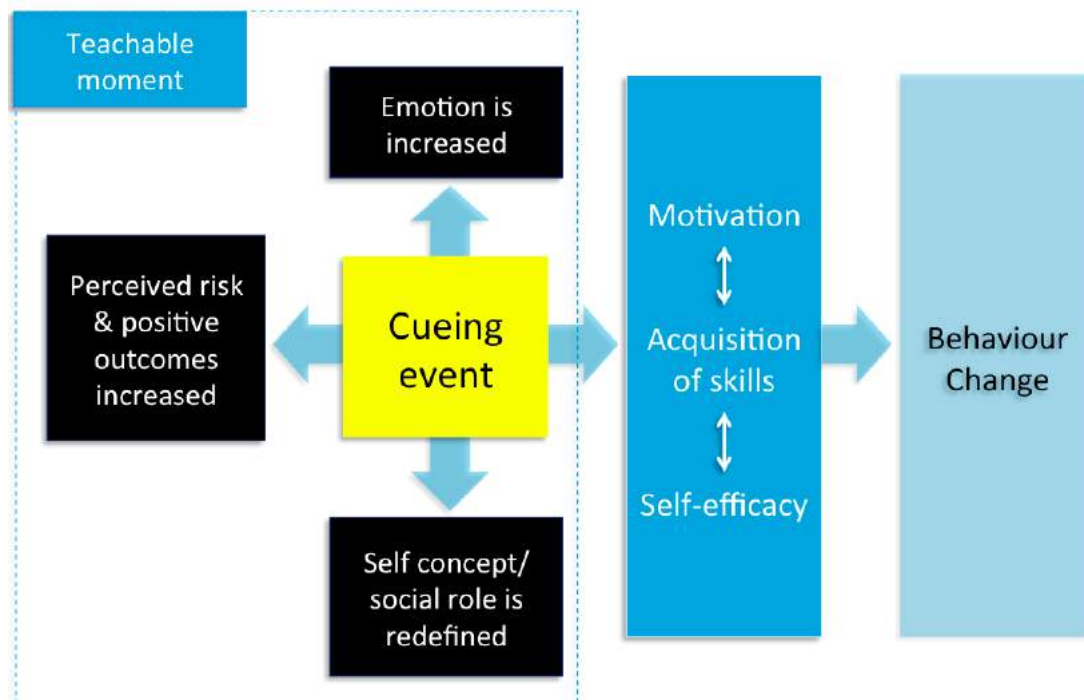 Teachable
moment
Emotion is
increased
Perceived risk
& positive
outcomes
increased
Cueing
event
Self concept/
social role is
redefined
Motivation
Acquisition
of skills
Self-efficacy
Behaviour
Change